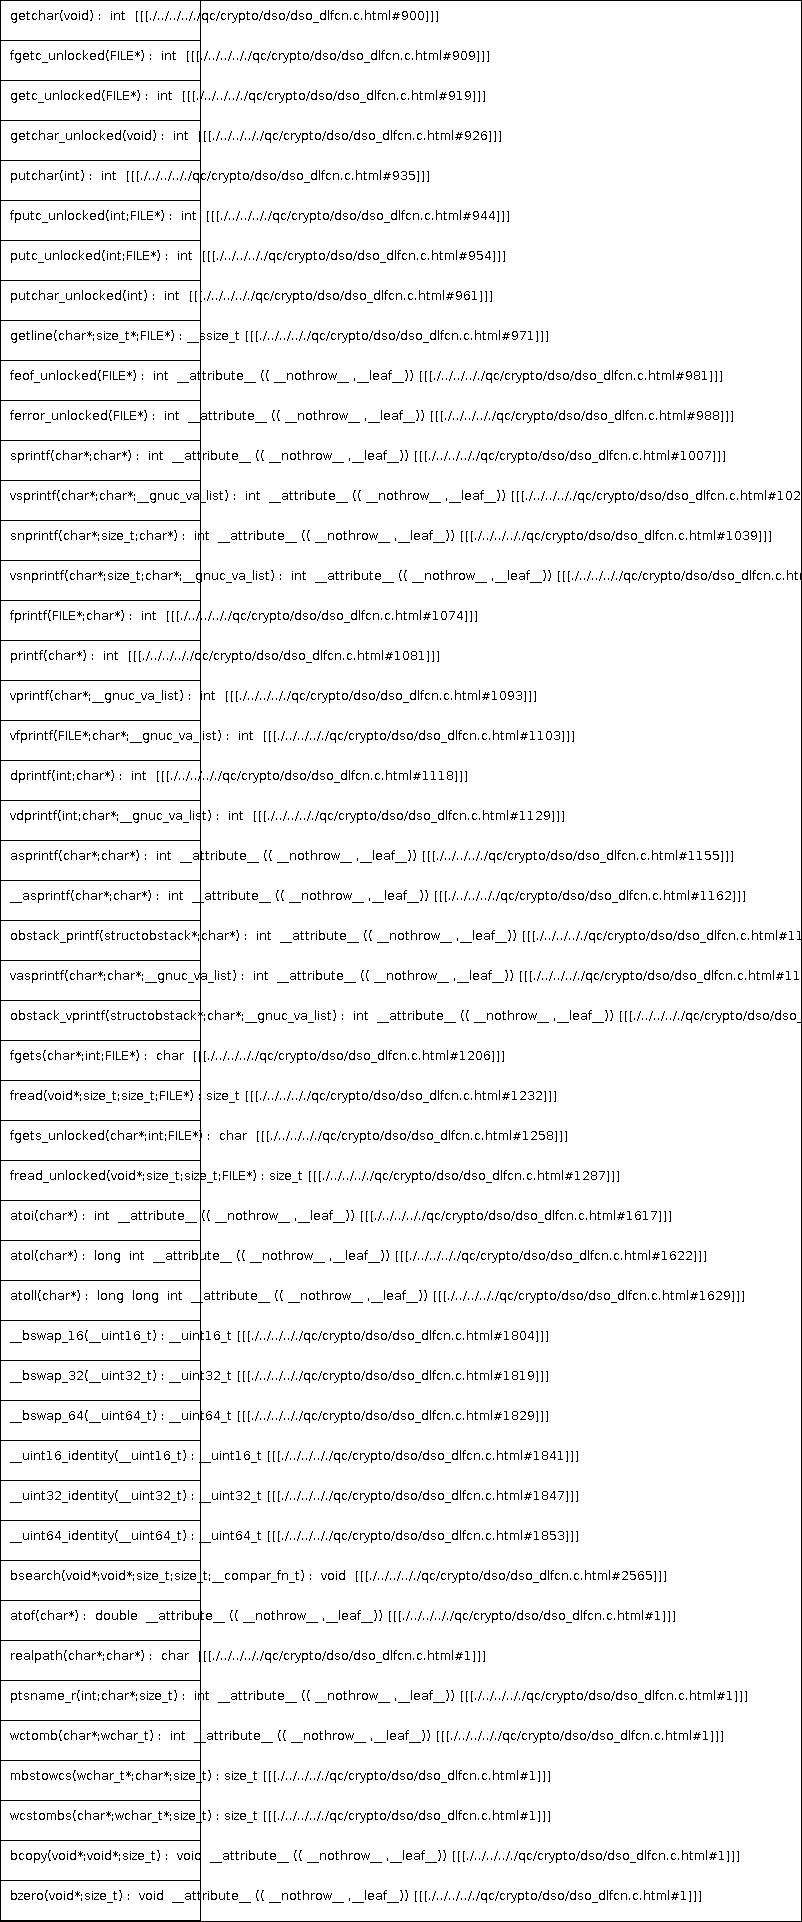 getchar(void) : int [[[./../../../../qc/crypto/dso/dso_dlfcn.c.html#900]]]
fgetc_unlocked(FILE*) : int [[[./../../../../qc/crypto/dso/dso_dlfcn.c.html#909]]]
getc_unlocked(FILE*) : int [[[./../../../../qc/crypto/dso/dso_dlfcn.c.html#919]]]
getchar_unlocked(void) : int [[[./../../../../qc/crypto/dso/dso_dlfcn.c.html#926]]]
putchar(int) : int [[[./../../../../qc/crypto/dso/dso_dlfcn.c.html#935]]]
fputc_unlocked(int;FILE*) : int [[[./../../../../qc/crypto/dso/dso_dlfcn.c.html#944]]]
putc_unlocked(int;FILE*) : int [[[./../../../../qc/crypto/dso/dso_dlfcn.c.html#954]]]
putchar_unlocked(int) : int [[[./../../../../qc/crypto/dso/dso_dlfcn.c.html#961]]]
getline(char*;size_t*;FILE*) : __ssize_t [[[./../../../../qc/crypto/dso/dso_dlfcn.c.html#971]]]
feof_unlocked(FILE*) : int __attribute__ (( __nothrow__ ,__leaf__)) [[[./../../../../qc/crypto/dso/dso_dlfcn.c.html#981]]]
ferror_unlocked(FILE*) : int __attribute__ (( __nothrow__ ,__leaf__)) [[[./../../../../qc/crypto/dso/dso_dlfcn.c.html#988]]]
sprintf(char*;char*) : int __attribute__ (( __nothrow__ ,__leaf__)) [[[./../../../../qc/crypto/dso/dso_dlfcn.c.html#1007]]]
vsprintf(char*;char*;__gnuc_va_list) : int __attribute__ (( __nothrow__ ,__leaf__)) [[[./../../../../qc/crypto/dso/dso_dlfcn.c.html#102
snprintf(char*;size_t;char*) : int __attribute__ (( __nothrow__ ,__leaf__)) [[[./../../../../qc/crypto/dso/dso_dlfcn.c.html#1039]]]
vsnprintf(char*;size_t;char*;__gnuc_va_list) : int __attribute__ (( __nothrow__ ,__leaf__)) [[[./../../../../qc/crypto/dso/dso_dlfcn.c.ht
fprintf(FILE*;char*) : int [[[./../../../../qc/crypto/dso/dso_dlfcn.c.html#1074]]]
printf(char*) : int [[[./../../../../qc/crypto/dso/dso_dlfcn.c.html#1081]]]
vprintf(char*;__gnuc_va_list) : int [[[./../../../../qc/crypto/dso/dso_dlfcn.c.html#1093]]]
vfprintf(FILE*;char*;__gnuc_va_list) : int [[[./../../../../qc/crypto/dso/dso_dlfcn.c.html#1103]]]
dprintf(int;char*) : int [[[./../../../../qc/crypto/dso/dso_dlfcn.c.html#1118]]]
vdprintf(int;char*;__gnuc_va_list) : int [[[./../../../../qc/crypto/dso/dso_dlfcn.c.html#1129]]]
asprintf(char*;char*) : int __attribute__ (( __nothrow__ ,__leaf__)) [[[./../../../../qc/crypto/dso/dso_dlfcn.c.html#1155]]]
__asprintf(char*;char*) : int __attribute__ (( __nothrow__ ,__leaf__)) [[[./../../../../qc/crypto/dso/dso_dlfcn.c.html#1162]]]
obstack_printf(structobstack*;char*) : int __attribute__ (( __nothrow__ ,__leaf__)) [[[./../../../../qc/crypto/dso/dso_dlfcn.c.html#11
vasprintf(char*;char*;__gnuc_va_list) : int __attribute__ (( __nothrow__ ,__leaf__)) [[[./../../../../qc/crypto/dso/dso_dlfcn.c.html#11
obstack_vprintf(structobstack*;char*;__gnuc_va_list) : int __attribute__ (( __nothrow__ ,__leaf__)) [[[./../../../../qc/crypto/dso/dso_
fgets(char*;int;FILE*) : char [[[./../../../../qc/crypto/dso/dso_dlfcn.c.html#1206]]]
fread(void*;size_t;size_t;FILE*) : size_t [[[./../../../../qc/crypto/dso/dso_dlfcn.c.html#1232]]]
fgets_unlocked(char*;int;FILE*) : char [[[./../../../../qc/crypto/dso/dso_dlfcn.c.html#1258]]]
fread_unlocked(void*;size_t;size_t;FILE*) : size_t [[[./../../../../qc/crypto/dso/dso_dlfcn.c.html#1287]]]
atoi(char*) : int __attribute__ (( __nothrow__ ,__leaf__)) [[[./../../../../qc/crypto/dso/dso_dlfcn.c.html#1617]]]
atol(char*) : long int __attribute__ (( __nothrow__ ,__leaf__)) [[[./../../../../qc/crypto/dso/dso_dlfcn.c.html#1622]]]
atoll(char*) : long long int __attribute__ (( __nothrow__ ,__leaf__)) [[[./../../../../qc/crypto/dso/dso_dlfcn.c.html#1629]]]
__bswap_16(__uint16_t) : __uint16_t [[[./../../../../qc/crypto/dso/dso_dlfcn.c.html#1804]]]
__bswap_32(__uint32_t) : __uint32_t [[[./../../../../qc/crypto/dso/dso_dlfcn.c.html#1819]]]
__bswap_64(__uint64_t) : __uint64_t [[[./../../../../qc/crypto/dso/dso_dlfcn.c.html#1829]]]
__uint16_identity(__uint16_t) : __uint16_t [[[./../../../../qc/crypto/dso/dso_dlfcn.c.html#1841]]]
__uint32_identity(__uint32_t) : __uint32_t [[[./../../../../qc/crypto/dso/dso_dlfcn.c.html#1847]]]
__uint64_identity(__uint64_t) : __uint64_t [[[./../../../../qc/crypto/dso/dso_dlfcn.c.html#1853]]]
bsearch(void*;void*;size_t;size_t;__compar_fn_t) : void [[[./../../../../qc/crypto/dso/dso_dlfcn.c.html#2565]]]
atof(char*) : double __attribute__ (( __nothrow__ ,__leaf__)) [[[./../../../../qc/crypto/dso/dso_dlfcn.c.html#1]]]
realpath(char*;char*) : char [[[./../../../../qc/crypto/dso/dso_dlfcn.c.html#1]]]
ptsname_r(int;char*;size_t) : int __attribute__ (( __nothrow__ ,__leaf__)) [[[./../../../../qc/crypto/dso/dso_dlfcn.c.html#1]]]
wctomb(char*;wchar_t) : int __attribute__ (( __nothrow__ ,__leaf__)) [[[./../../../../qc/crypto/dso/dso_dlfcn.c.html#1]]]
mbstowcs(wchar_t*;char*;size_t) : size_t [[[./../../../../qc/crypto/dso/dso_dlfcn.c.html#1]]]
wcstombs(char*;wchar_t*;size_t) : size_t [[[./../../../../qc/crypto/dso/dso_dlfcn.c.html#1]]]
bcopy(void*;void*;size_t) : void __attribute__ (( __nothrow__ ,__leaf__)) [[[./../../../../qc/crypto/dso/dso_dlfcn.c.html#1]]]
bzero(void*;size_t) : void __attribute__ (( __nothrow__ ,__leaf__)) [[[./../../../../qc/crypto/dso/dso_dlfcn.c.html#1]]]